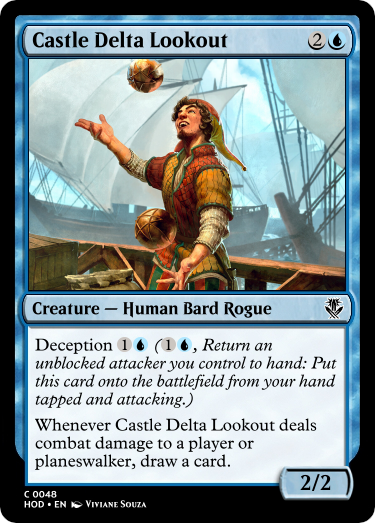 Castle Delta Lookout 2
Creature — Human Bard Rogue
Deception 1 (1, Return an
unblocked attacker you control to hand: Put
this card onto the battlefield from your hand
tapped and attacking.)
Whenever Castle Delta Lookout deals
combat damage to a player or
planeswalker, draw a card.
2/2
C 0048
HOD • EN Viviane Souza